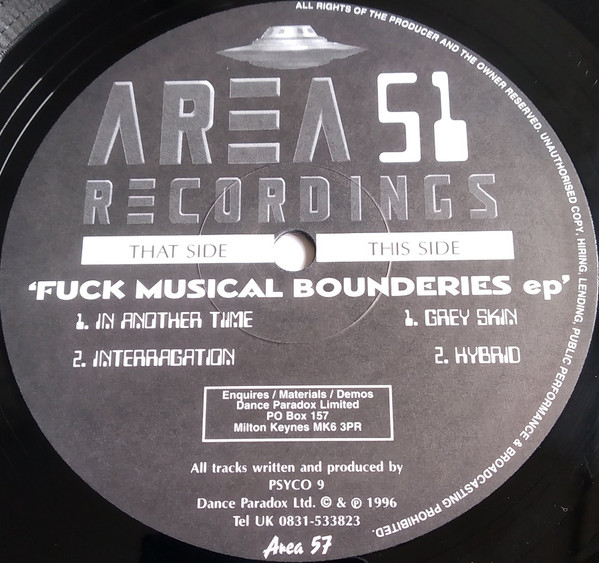 ALL RIGHTS OF THE PRODUCER AND THE OWNER RESERVED. UNAUTHORISED COPY, HIRING, LENDING, PUBLIC PERFORMANCE & BROADCASTING PROHIBITED.
AREA 51
RECORDINGS
THAT SIDE THIS SIDE
'FUCK MUSICAL BOUNDERIES ep'
1. IN ANOTHER TIIME 1. GREY SKIN
2. INTERRAGATION 2. HYBRID
Enquires / Materials / Demos
Dance Paradox Limited
PO Box 157
Milton Keynes MK6 3PR
All tracks written and produced by
PSYCO 9
Dance Paradox Ltd. © & ℗ 1996
Tel UK 0831-533823
Area 57